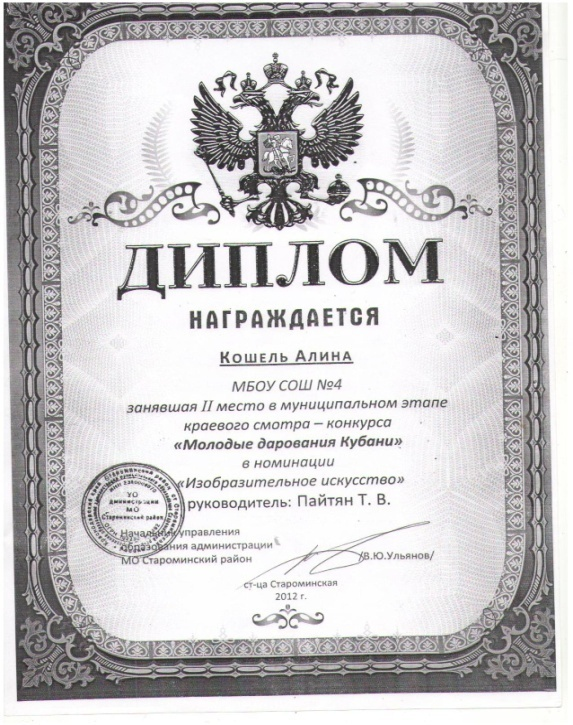 ДИПЛОМ
НАГРАЖДАЕТСЯ
КОШЕЛЬ АЛИНА
МБОУ СОШ №4
занявшая II место в муниципальном этапе
краевого смотра – конкурса
«Молодые дарования Кубани»
в номинации
«Изобразительное искусство»
руководитель: Пайтян Т. В.
УО
администрации
МО
Староминский район
Начальник управления
образования администрации
МО Староминский район /В.Ю.Ульянов/
ст-ца Староминская
2012 г.